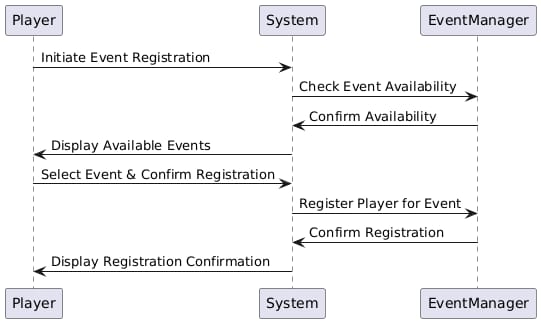 Player System EventManager
Initiate Event Registration
Check Event Availability
Confirm Availability
Display Available Events
Select Event & Confirm Registration
Register Player for Event
Confirm Registration
Display Registration Confirmation
Player System EventManager